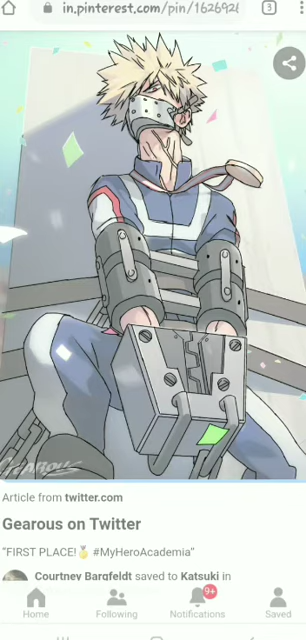 in.pinterest.com/pin/1626926
3
Article from twitter.com
Gearous on Twitter
"FIRST PLACE!🏅 #MyHeroAcademia"
Courtney Bargfeldt saved to Katsuki in
9+
Home Following Notifications Saved